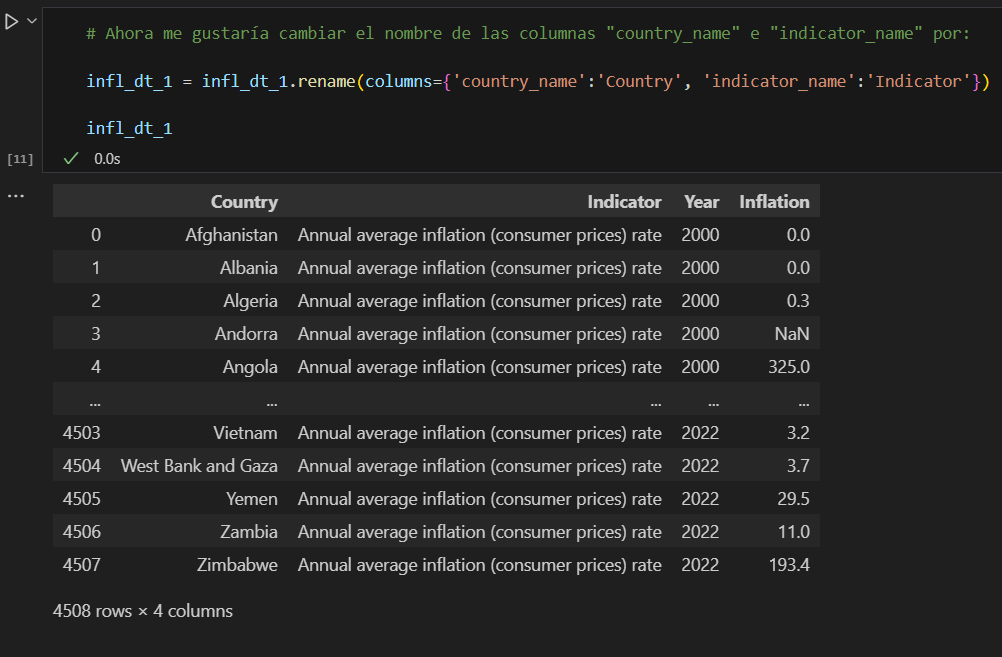 # Ahora me gustaría cambiar el nombre de las columnas "country_name" e "indicator_name" por:
infl_dt_1 = infl_dt_1.rename(columns={'country_name':'Country', 'indicator_name':'Indicator'})
infl_dt_1
[11] 0.0s
...
Country Indicator Year Inflation
0 Afghanistan Annual average inflation (consumer prices) rate 2000 0.0
1 Albania Annual average inflation (consumer prices) rate 2000 0.0
2 Algeria Annual average inflation (consumer prices) rate 2000 0.3
3 Andorra Annual average inflation (consumer prices) rate 2000 NaN
4 Angola Annual average inflation (consumer prices) rate 2000 325.0
... ... ... ... ...
4503 Vietnam Annual average inflation (consumer prices) rate 2022 3.2
4504 West Bank and Gaza Annual average inflation (consumer prices) rate 2022 3.7
4505 Yemen Annual average inflation (consumer prices) rate 2022 29.5
4506 Zambia Annual average inflation (consumer prices) rate 2022 11.0
4507 Zimbabwe Annual average inflation (consumer prices) rate 2022 193.4
4508 rows × 4 columns